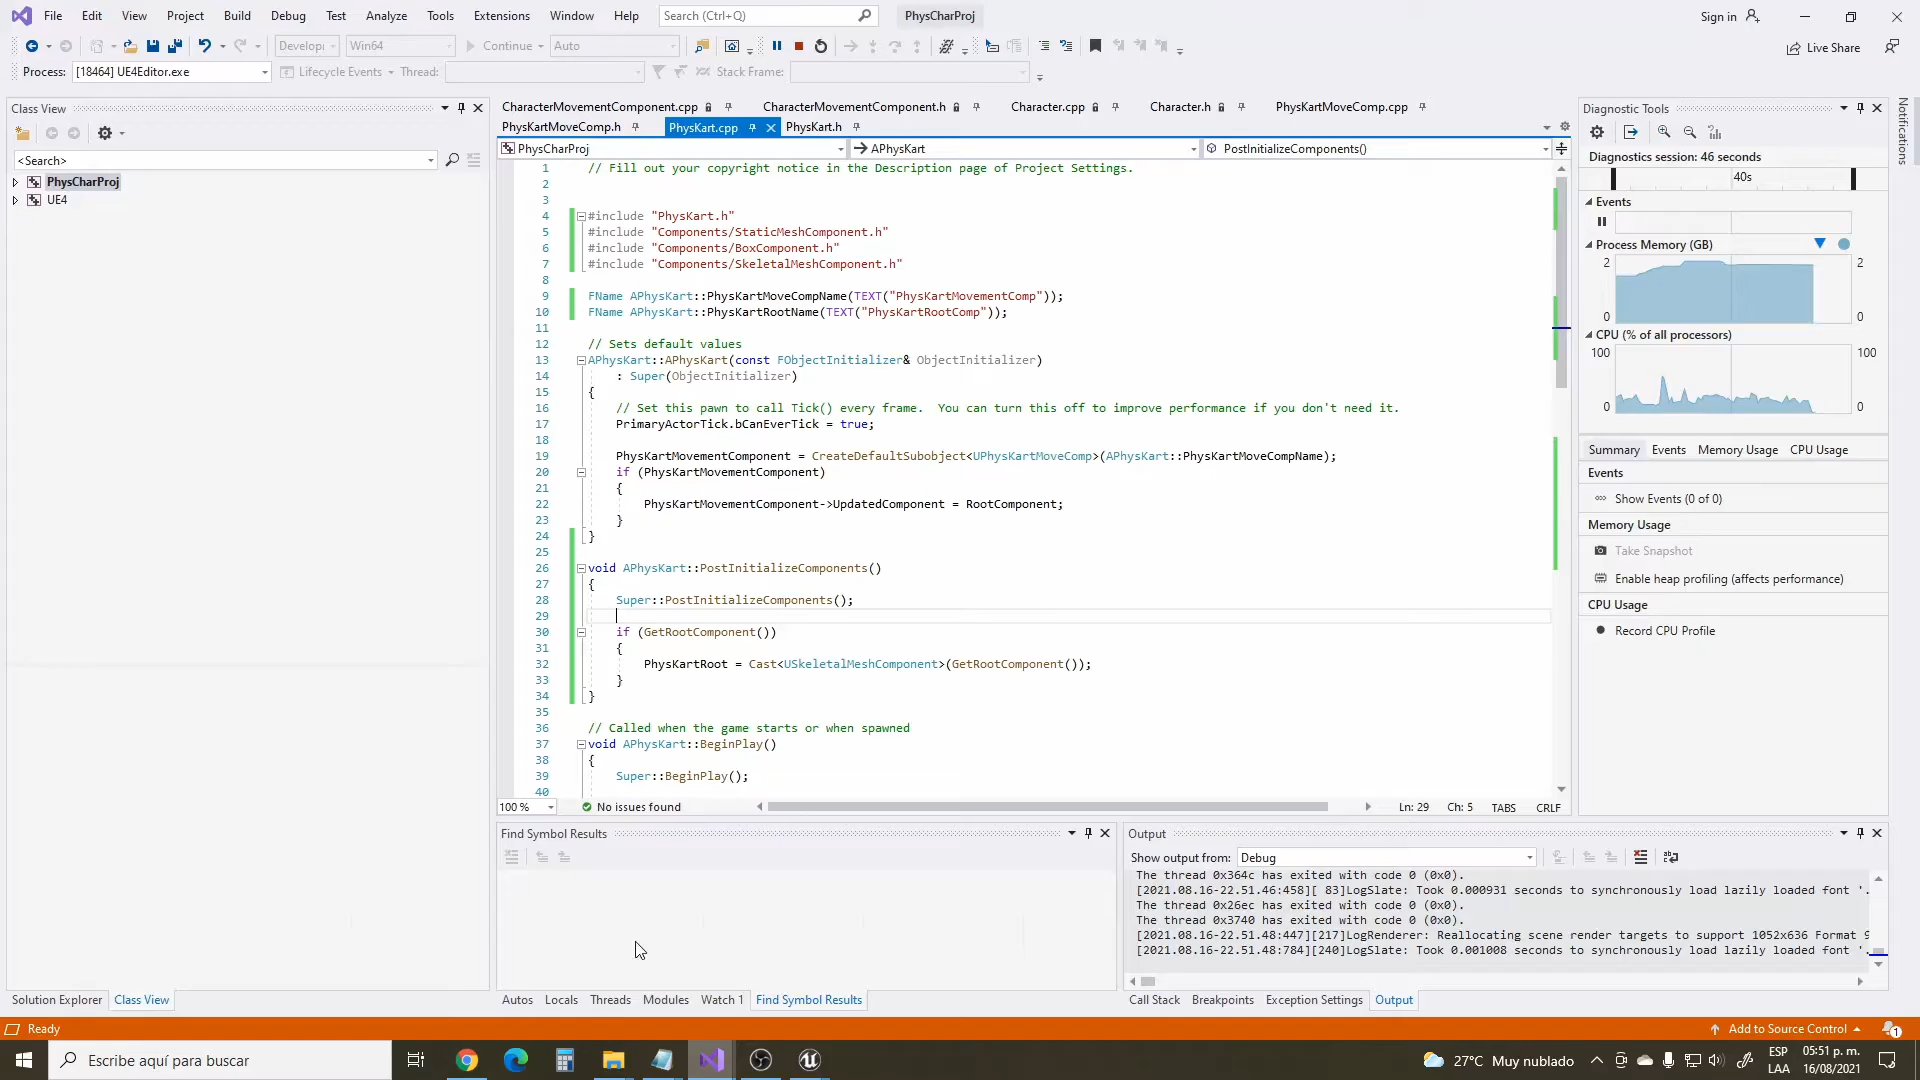 File Edit View Project Build Debug Test Analyze Tools Extensions Window Help Search (Ctrl+Q) PhysCharProj Sign in
Develop Win64 Continue Auto Live Share
Process: [18464] UE4Editor.exe Lifecycle Events Thread: Stack Frame:
Class View
<Search>
PhysCharProj
UE4
Solution Explorer Class View
CharacterMovementComponent.cpp CharacterMovementComponent.h Character.cpp Character.h PhysKartMoveComp.cpp
PhysKartMoveComp.h PhysKart.cpp PhysKart.h
PhysCharProj APhysKart PostInitializeComponents()
1 // Fill out your copyright notice in the Description page of Project Settings.
2
3
4 #include "PhysKart.h"
5 #include "Components/StaticMeshComponent.h"
6 #include "Components/BoxComponent.h"
7 #include "Components/SkeletalMeshComponent.h"
8
9 FName APhysKart::PhysKartMoveCompName(TEXT("PhysKartMovementComp"));
10 FName APhysKart::PhysKartRootName(TEXT("PhysKartRootComp"));
11
12 // Sets default values
13 APhysKart::APhysKart(const FObjectInitializer& ObjectInitializer)
14 : Super(ObjectInitializer)
15 {
16 // Set this pawn to call Tick() every frame.  You can turn this off to improve performance if you don't need it.
17 PrimaryActorTick.bCanEverTick = true;
18
19 PhysKartMovementComponent = CreateDefaultSubobject<UPhysKartMoveComp>(APhysKart::PhysKartMoveCompName);
20 if (PhysKartMovementComponent)
21 {
22 PhysKartMovementComponent->UpdatedComponent = RootComponent;
23 }
24 }
25
26 void APhysKart::PostInitializeComponents()
27 {
28 Super::PostInitializeComponents();
29
30 if (GetRootComponent())
31 {
32 PhysKartRoot = Cast<USkeletalMeshComponent>(GetRootComponent());
33 }
34 }
35
36 // Called when the game starts or when spawned
37 void APhysKart::BeginPlay()
38 {
39 Super::BeginPlay();
40
100 % No issues found Ln: 29 Ch: 5 TABS CRLF
Diagnostic Tools
Diagnostics session: 46 seconds
40s
Events
Process Memory (GB)
2 2
0 0
CPU (% of all processors)
100 100
0 0
Summary Events Memory Usage CPU Usage
Events
Show Events (0 of 0)
Memory Usage
Take Snapshot
Enable heap profiling (affects performance)
CPU Usage
Record CPU Profile
Notifications
Find Symbol Results
Autos Locals Threads Modules Watch 1 Find Symbol Results
Output
Show output from: Debug
The thread 0x364c has exited with code 0 (0x0).
[2021.08.16-22.51.46:458][ 83]LogSlate: Took 0.000931 seconds to synchronously load lazily loaded font '.
The thread 0x26ec has exited with code 0 (0x0).
The thread 0x3740 has exited with code 0 (0x0).
[2021.08.16-22.51.48:447][217]LogRenderer: Reallocating scene render targets to support 1052x636 Format 9
[2021.08.16-22.51.48:784][240]LogSlate: Took 0.001008 seconds to synchronously load lazily loaded font '.
Call Stack Breakpoints Exception Settings Output
Ready Add to Source Control 1
Escribe aquí para buscar 27°C Muy nublado ESP 05:51 p. m.
LAA 16/08/2021